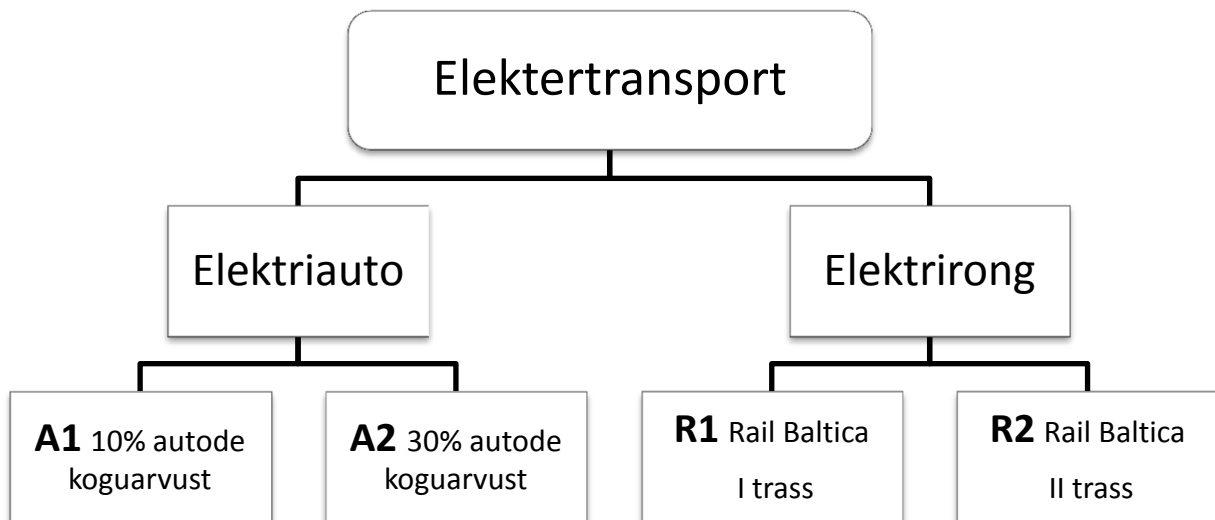 Elektertransport
Elektriauto
Elektrirong
A1 10% autode
koguarvust
A2 30% autode
koguarvust
R1 Rail Baltica
I trass
R2 Rail Baltica
II trass